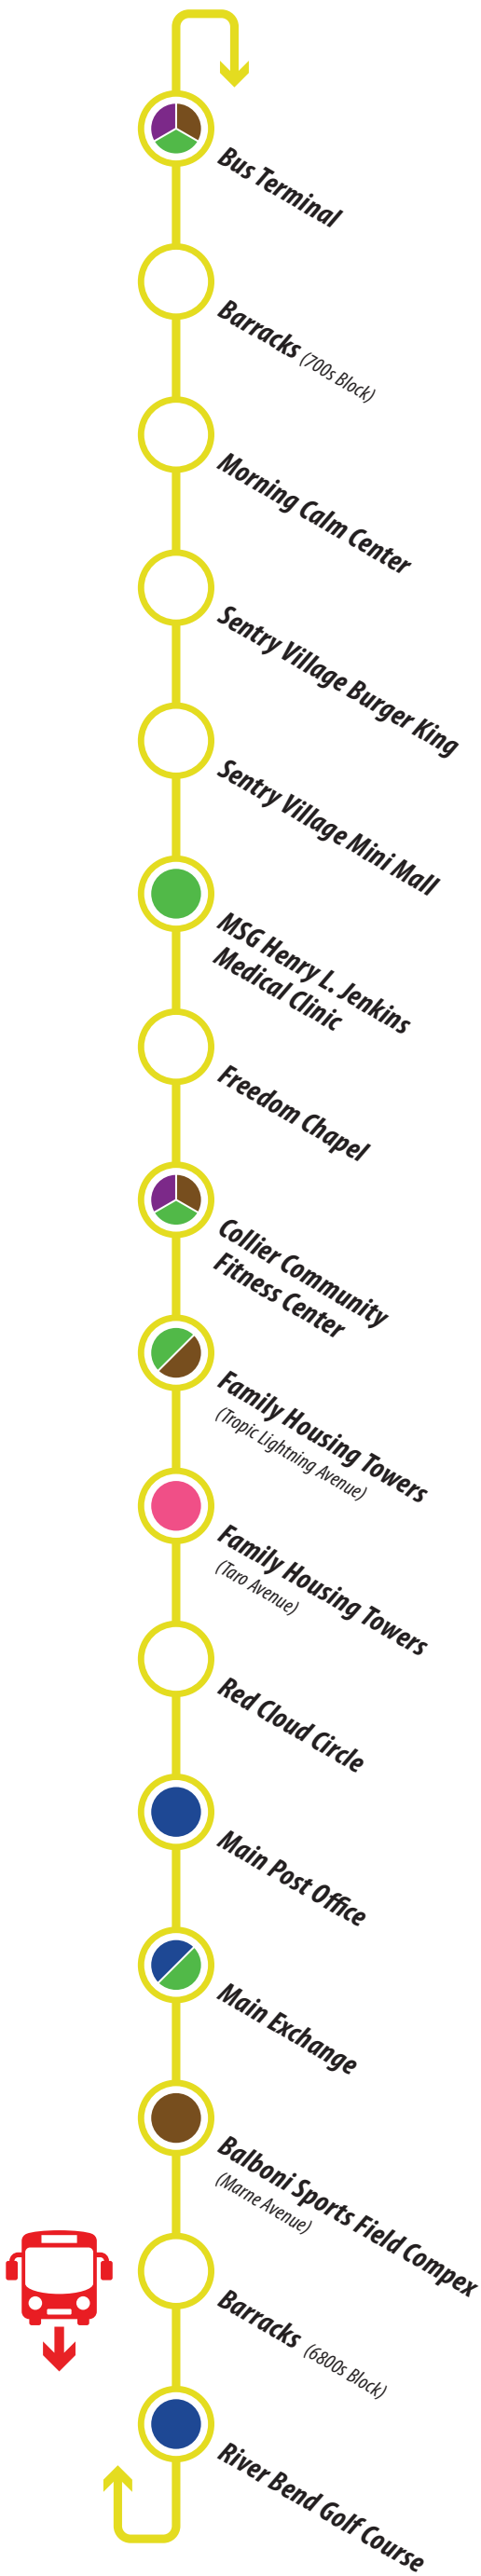 Bus Terminal
Barracks (700s Block)
Morning Calm Center
Sentry Village Burger King
Sentry Village Mini Mall
MSG Henry L. Jenkins
Medical Clinic
Freedom Chapel
Collier Community
Fitness Center
Family Housing Towers
(Tropic Lightning Avenue)
Family Housing Towers
(Taro Avenue)
Red Cloud Circle
Main Post Office
Main Exchange
Balboni Sports Field Compex
(Marne Avenue)
Barracks (6800s Block)
River Bend Golf Course